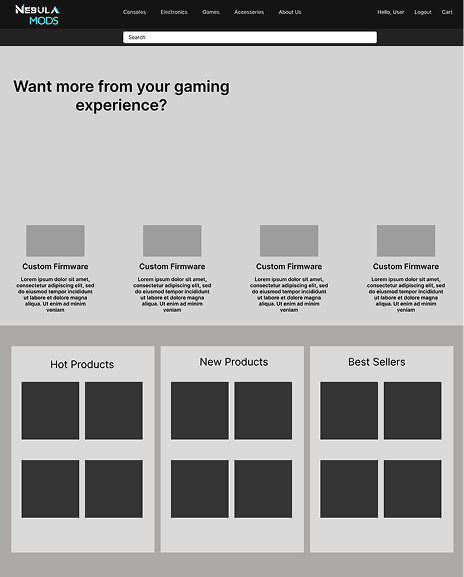 NEBULA
MODS
Consoles Electronics Games Accessories About Us Hello, User Logout Cart
Search
Want more from your gaming
experience?
Custom Firmware
Lorem ipsum dolor sit amet,
consectetur adipiscing elit, sed
do eiusmod tempor incididunt
ut labore et dolore magna
aliqua. Ut enim ad minim
veniam
Custom Firmware
Lorem ipsum dolor sit amet,
consectetur adipiscing elit, sed
do eiusmod tempor incididunt
ut labore et dolore magna
aliqua. Ut enim ad minim
veniam
Custom Firmware
Lorem ipsum dolor sit amet,
consectetur adipiscing elit, sed
do eiusmod tempor incididunt
ut labore et dolore magna
aliqua. Ut enim ad minim
veniam
Custom Firmware
Lorem ipsum dolor sit amet,
consectetur adipiscing elit, sed
do eiusmod tempor incididunt
ut labore et dolore magna
aliqua. Ut enim ad minim
veniam
Hot Products
New Products
Best Sellers